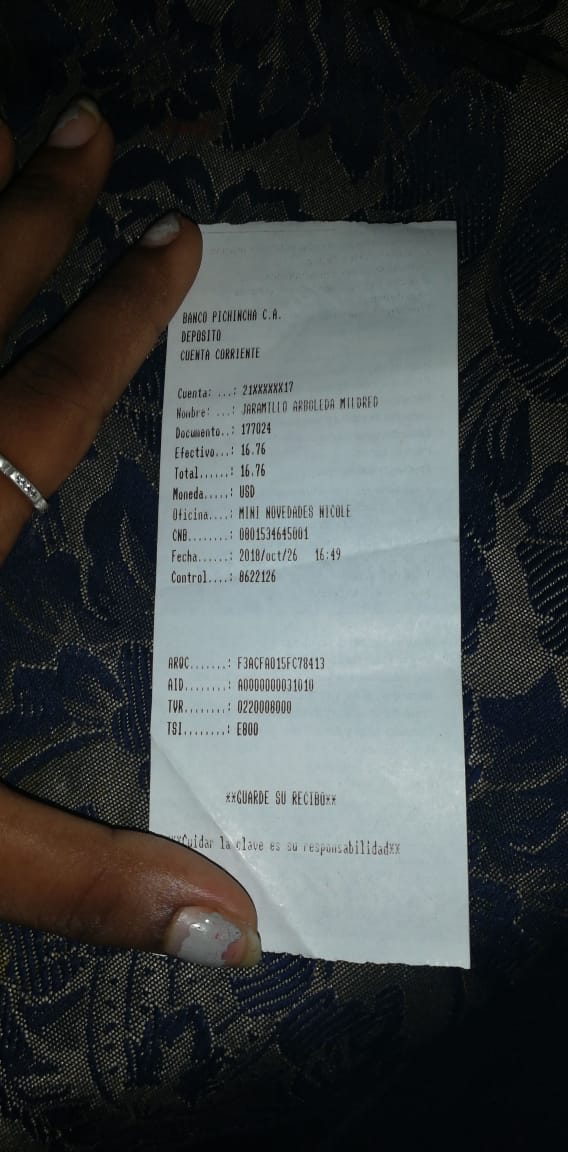 BANCO PICHINCHA C.A.
DEPOSITO
CUENTA CORRIENTE
Cuenta: ...: 21XXXXXX17
Nombre: ...: JARAMILLO ARBOLEDA MILDRED
Documento..: 177024
Efectivo...: 16.76
Total......: 16.76
Moneda.....: USD
Oficina....: MINI NOVEDADES NICOLE
CNB........: 0801534645001
Fecha......: 2018/oct/26 16:49
Control....: 8622126
ARQC.......: F3ACFA015FC78413
AID........: A0000000031010
TVR........: 0220008000
TSI........: E800
**GUARDE SU RECIBO**
**Cuidar la clave es su responsabilidad**